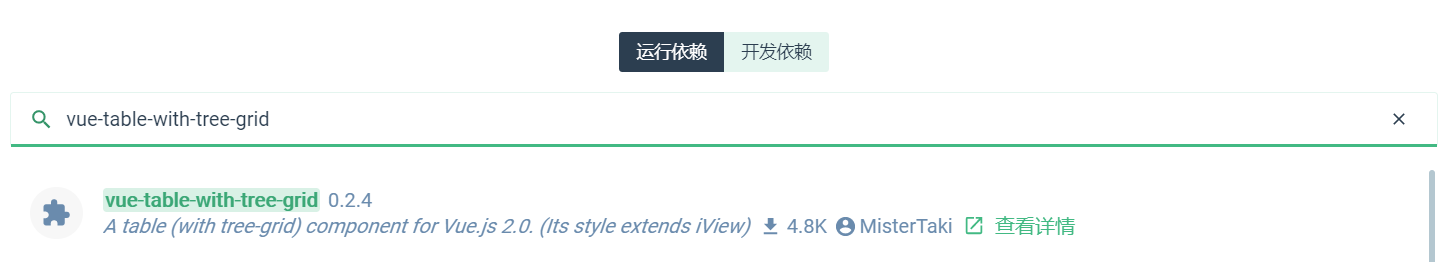 运行依赖 开发依赖
vue-table-with-tree-grid
vue-table-with-tree-grid 0.2.4
A table (with tree-grid) component for Vue.js 2.0. (Its style extends iView) 4.8K MisterTaki 查看详情